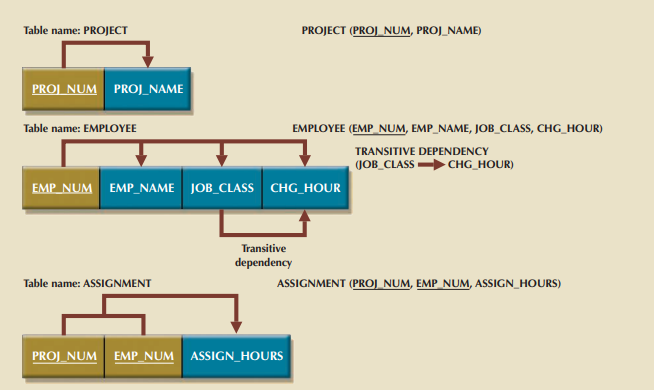 Table name: PROJECT
PROJECT (PROJ_NUM, PROJ_NAME)
PROJ_NUM PROJ_NAME
Table name: EMPLOYEE
EMPLOYEE (EMP_NUM, EMP_NAME, JOB_CLASS, CHG_HOUR)
TRANSITIVE DEPENDENCY
(JOB_CLASS CHG_HOUR)
EMP_NUM EMP_NAME JOB_CLASS CHG_HOUR
Transitive
dependency
Table name: ASSIGNMENT
ASSIGNMENT (PROJ_NUM, EMP_NUM, ASSIGN_HOURS)
PROJ_NUM EMP_NUM ASSIGN_HOURS